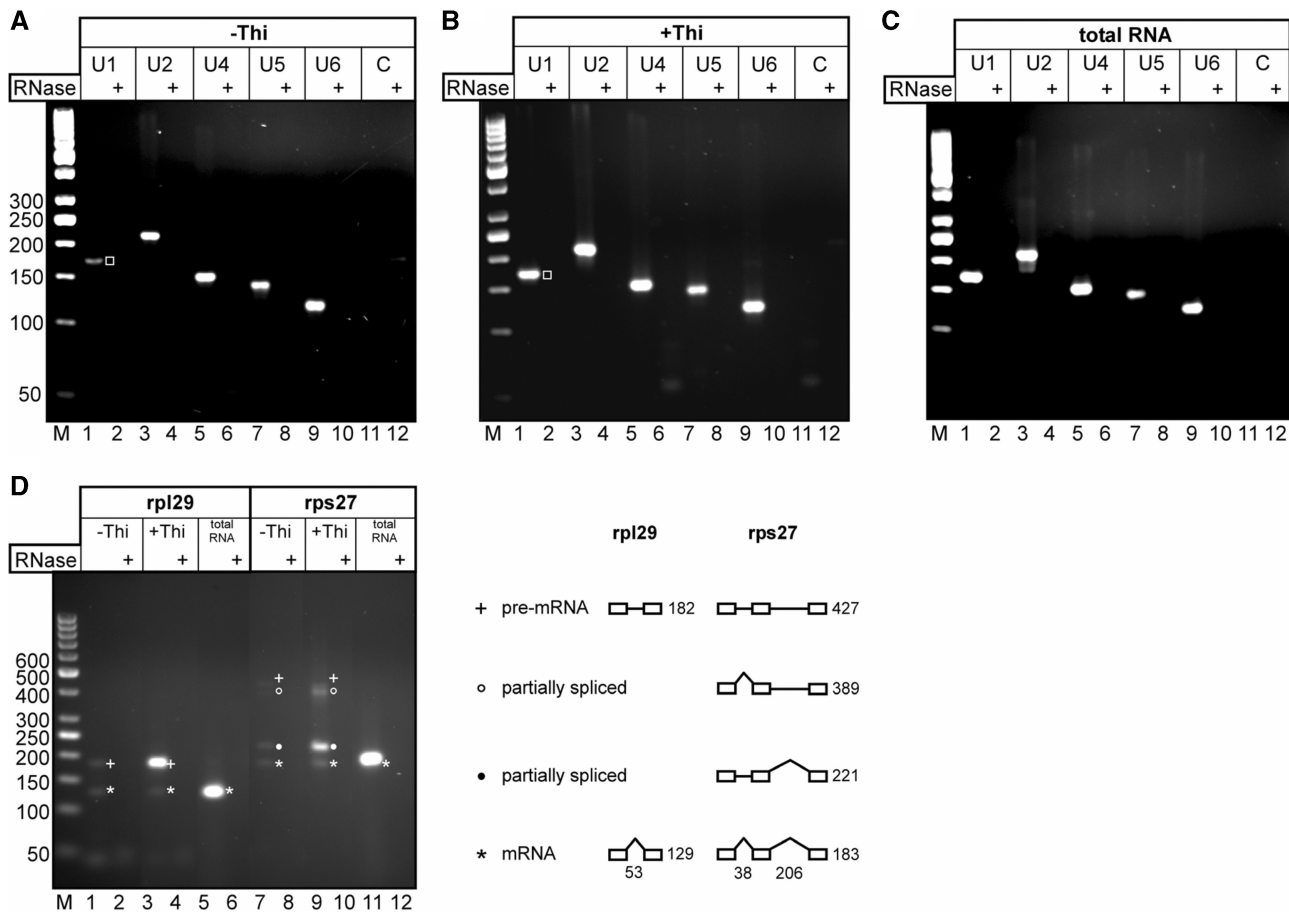 A
-Thi
U1 U2 U4 U5 U6 C
RNase + + + + + +
300
250
200
150
100
50
M 1 2 3 4 5 6 7 8 9 10 11 12
B
+Thi
U1 U2 U4 U5 U6 C
RNase + + + + + +
M 1 2 3 4 5 6 7 8 9 10 11 12
C
total RNA
U1 U2 U4 U5 U6 C
RNase + + + + + +
M 1 2 3 4 5 6 7 8 9 10 11 12
D
rpl29 rps27
-Thi +Thi total RNA -Thi +Thi total RNA
RNase + + + + + +
600
500
400
300
250
200
150
100
50
+ +
+ +
* * * * * *
M 1 2 3 4 5 6 7 8 9 10 11 12
rpl29 rps27
+ pre-mRNA 182 427
partially spliced 389
partially spliced 221
* mRNA 129 183
53 38 206